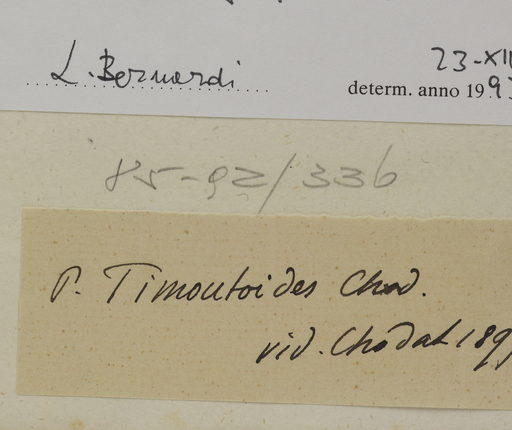 L. Bernardi
23-XII
determ. anno 199
85-92/336
P. Timoutoides Chod.
vid. Chodat 189